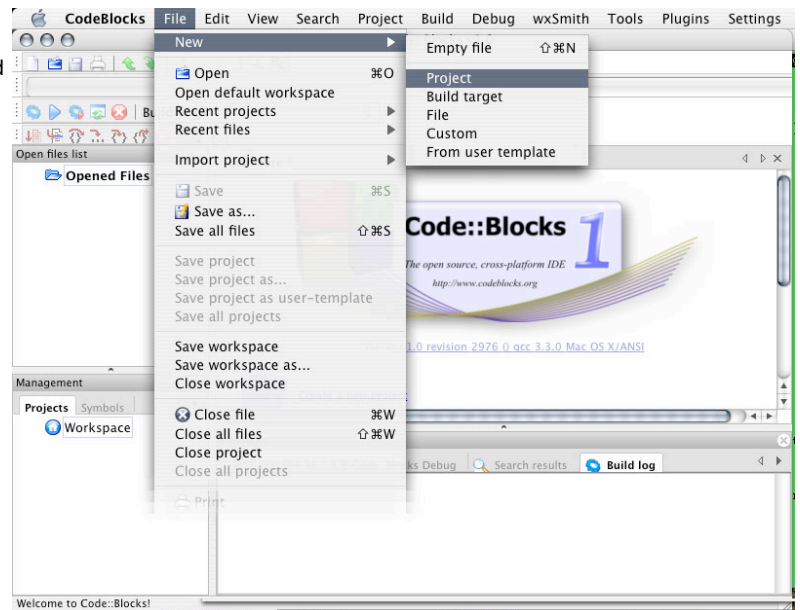 CodeBlocks File Edit View Search Project Build Debug wxSmith Tools Plugins Settings
New
Empty file ⇧⌘N
Open ⌘O
Project
Open default workspace
Build target
Recent projects
File
Recent files
Custom
From user template
Open files list
Import project
Opened Files
Save ⌘S
Save as...
Save all files ⇧⌘S
Code::Blocks 1
The open source, cross-platform IDE
http://www.codeblocks.org
Save project
Save project as...
Save project as user-template
Save all projects
Save workspace
1.0 revision 2976 () gcc 3.3.0 Mac OS X/ANSI
Save workspace as...
Management
Close workspace
Projects Symbols
Close file ⌘W
Workspace
Close all files ⇧⌘W
Close project
Debug Search results Build log
Close all projects
Print
Welcome to Code::Blocks!